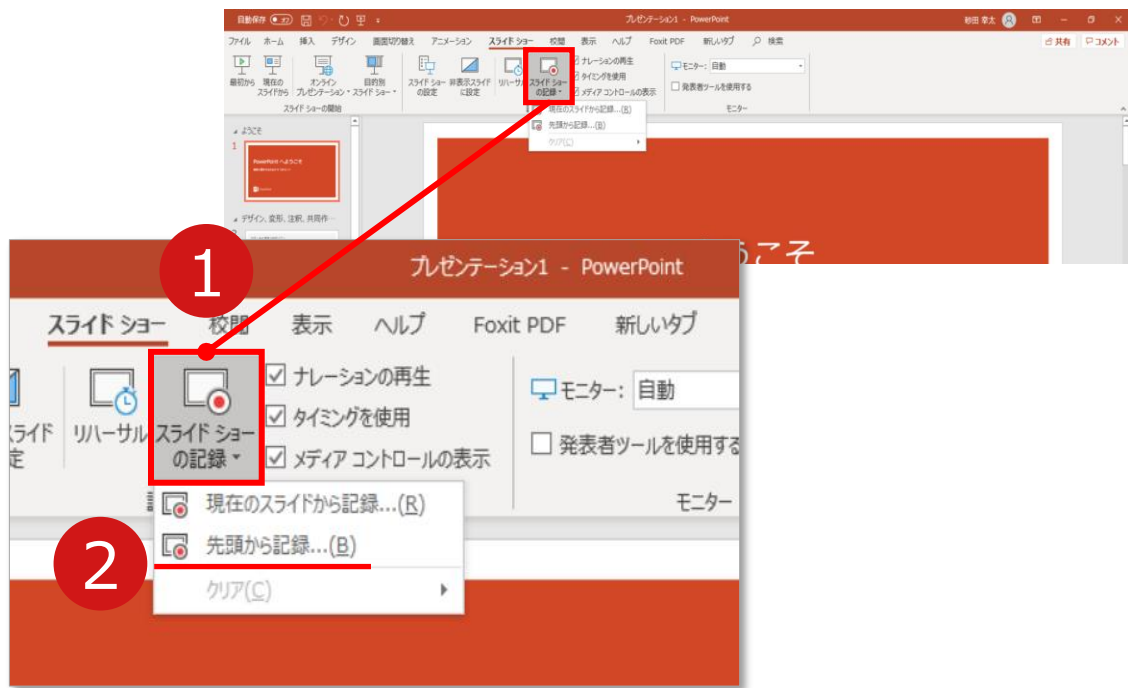 自動保存 オフ プレゼンテーション1 - PowerPoint 杉田 幸太
ファイル ホーム 挿入 デザイン 画面切り替え アニメーション スライド ショー 校閲 表示 ヘルプ Foxit PDF 新しいタブ 検索 共有 コメント
最初から 現在の スライドから オンライン プレゼンテーション 目的別 スライド ショー スライド ショー の設定 非表示スライド に設定 リハーサル スライド ショー の記録
ナレーションの再生
タイミングを使用
メディア コントロールの表示
モニター: 自動
発表者ツールを使用する
スライド ショーの開始 モニター
現在のスライドから記録...(R)
先頭から記録...(B)
クリア(C)
ようこそ
1
PowerPoint へようこそ
デザイン、変形、注釈、共同作…
うこそ
1
プレゼンテーション1 - PowerPoint
スライド ショー 校閲 表示 ヘルプ Foxit PDF 新しいタブ
リハーサル スライド ショー の記録
ナレーションの再生
タイミングを使用
メディア コントロールの表示
モニター: 自動
発表者ツールを使用する
モニター
現在のスライドから記録...(R)
2
先頭から記録...(B)
クリア(C)